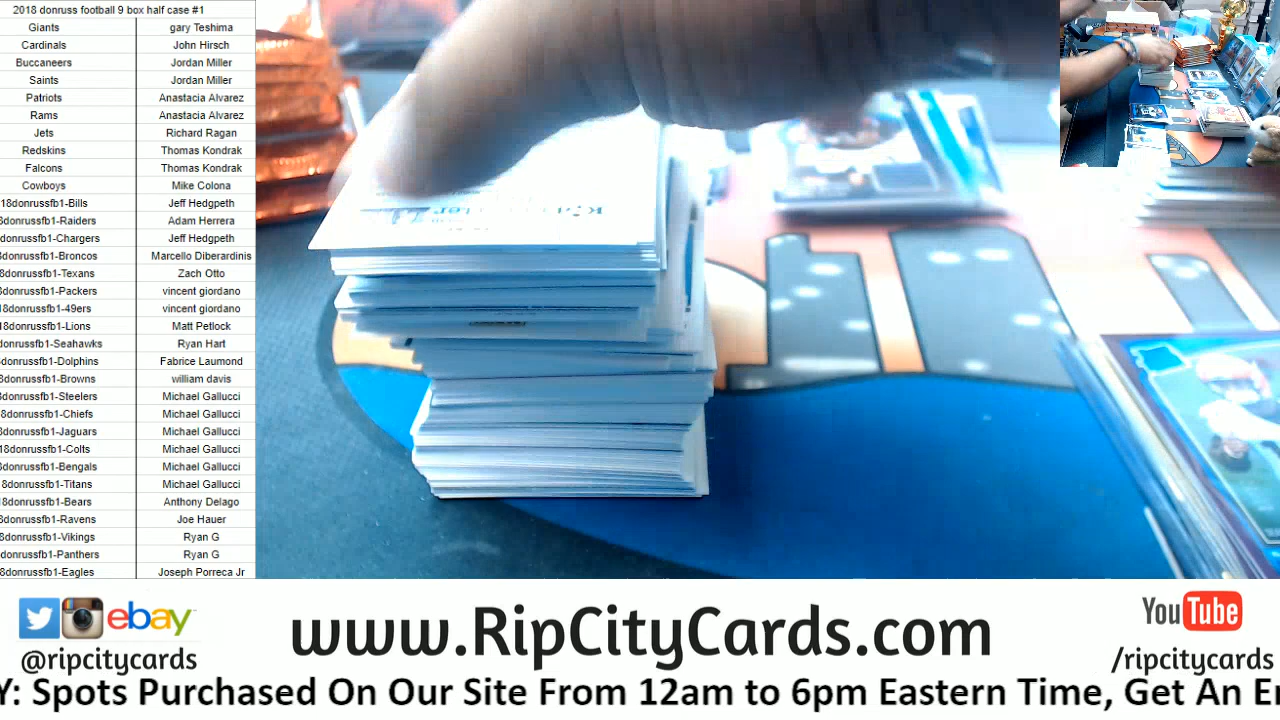 2018 donruss football 9 box half case #1
Giants gary Teshima
Cardinals John Hirsch
Buccaneers Jordan Miller
Saints Jordan Miller
Patriots Anastacia Alvarez
Rams Anastacia Alvarez
Jets Richard Ragan
Redskins Thomas Kondrak
Falcons Thomas Kondrak
Cowboys Mike Colona
18donrussfb1-Bills Jeff Hedgpeth
8donrussfb1-Raiders Adam Herrera
donrussfb1-Chargers Jeff Hedgpeth
donrussfb1-Broncos Marcello Diberardinis
8donrussfb1-Texans Zach Otto
donrussfb1-Packers vincent giordano
18donrussfb1-49ers vincent giordano
18donrussfb1-Lions Matt Petlock
donrussfb1-Seahawks Ryan Hart
donrussfb1-Dolphins Fabrice Laumond
8donrussfb1-Browns william davis
donrussfb1-Steelers Michael Gallucci
8donrussfb1-Chiefs Michael Gallucci
8donrussfb1-Jaguars Michael Gallucci
18donrussfb1-Colts Michael Gallucci
donrussfb1-Bengals Michael Gallucci
8donrussfb1-Titans Michael Gallucci
18donrussfb1-Bears Anthony Delago
8donrussfb1-Ravens Joe Hauer
8donrussfb1-Vikings Ryan G
donrussfb1-Panthers Ryan G
8donrussfb1-Eagles Joseph Porreca Jr
ebay
@ripcitycards
www.RipCityCards.com
YouTube
/ripcitycards
Y: Spots Purchased On Our Site From 12am to 6pm Eastern Time, Get An E